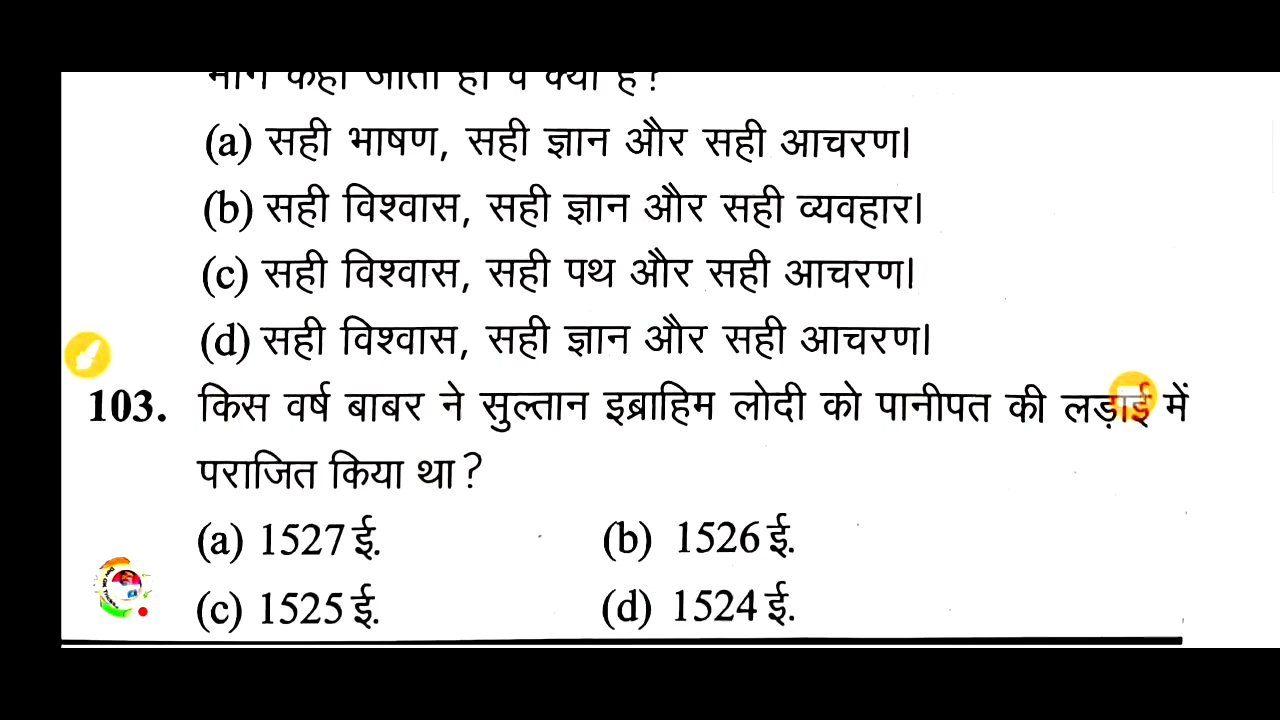 मार्ग कहा जाता है। वे क्या हैं?
(a) सही भाषण, सही ज्ञान और सही आचरण।
(b) सही विश्वास, सही ज्ञान और सही व्यवहार।
(c) सही विश्वास, सही पथ और सही आचरण।
(d) सही विश्वास, सही ज्ञान और सही आचरण।
103. किस वर्ष बाबर ने सुल्तान इब्राहिम लोदी को पानीपत की लड़ाई में
पराजित किया था?
(a) 1527 ई. (b) 1526 ई.
(c) 1525 ई. (d) 1524 ई.